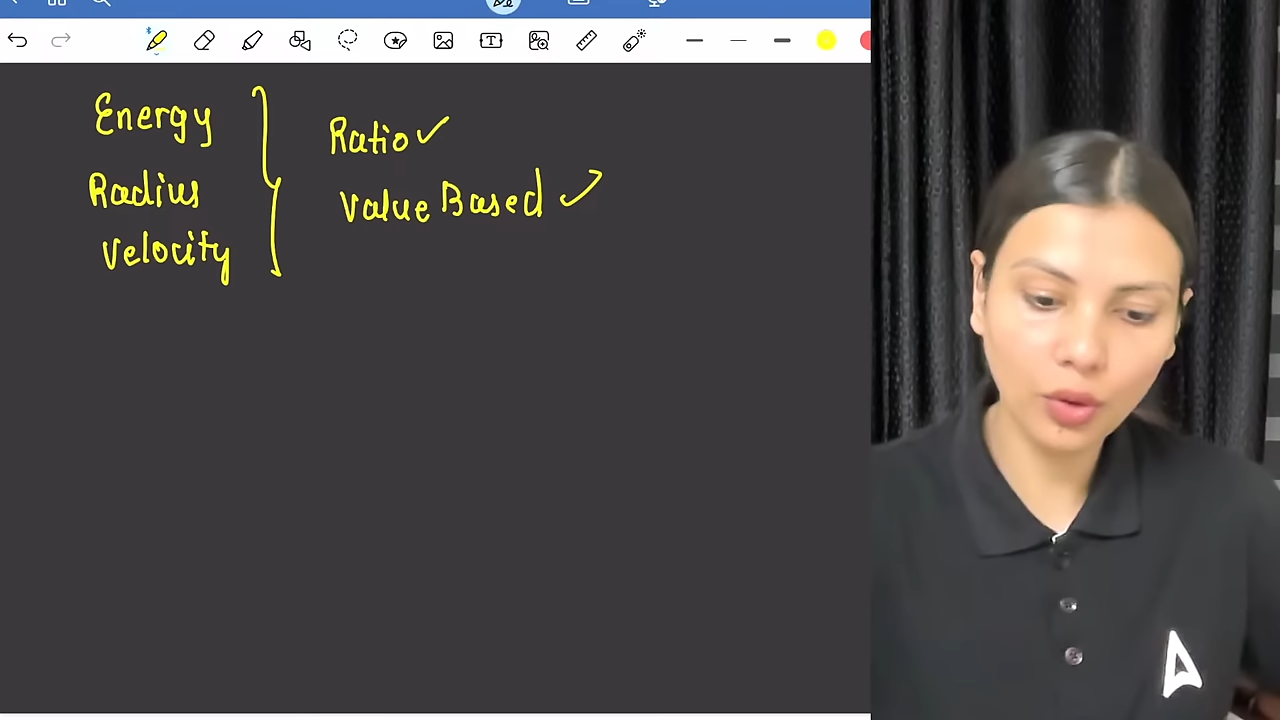 Energy
Radius
Velocity
Ratio ✓
Value Based ✓